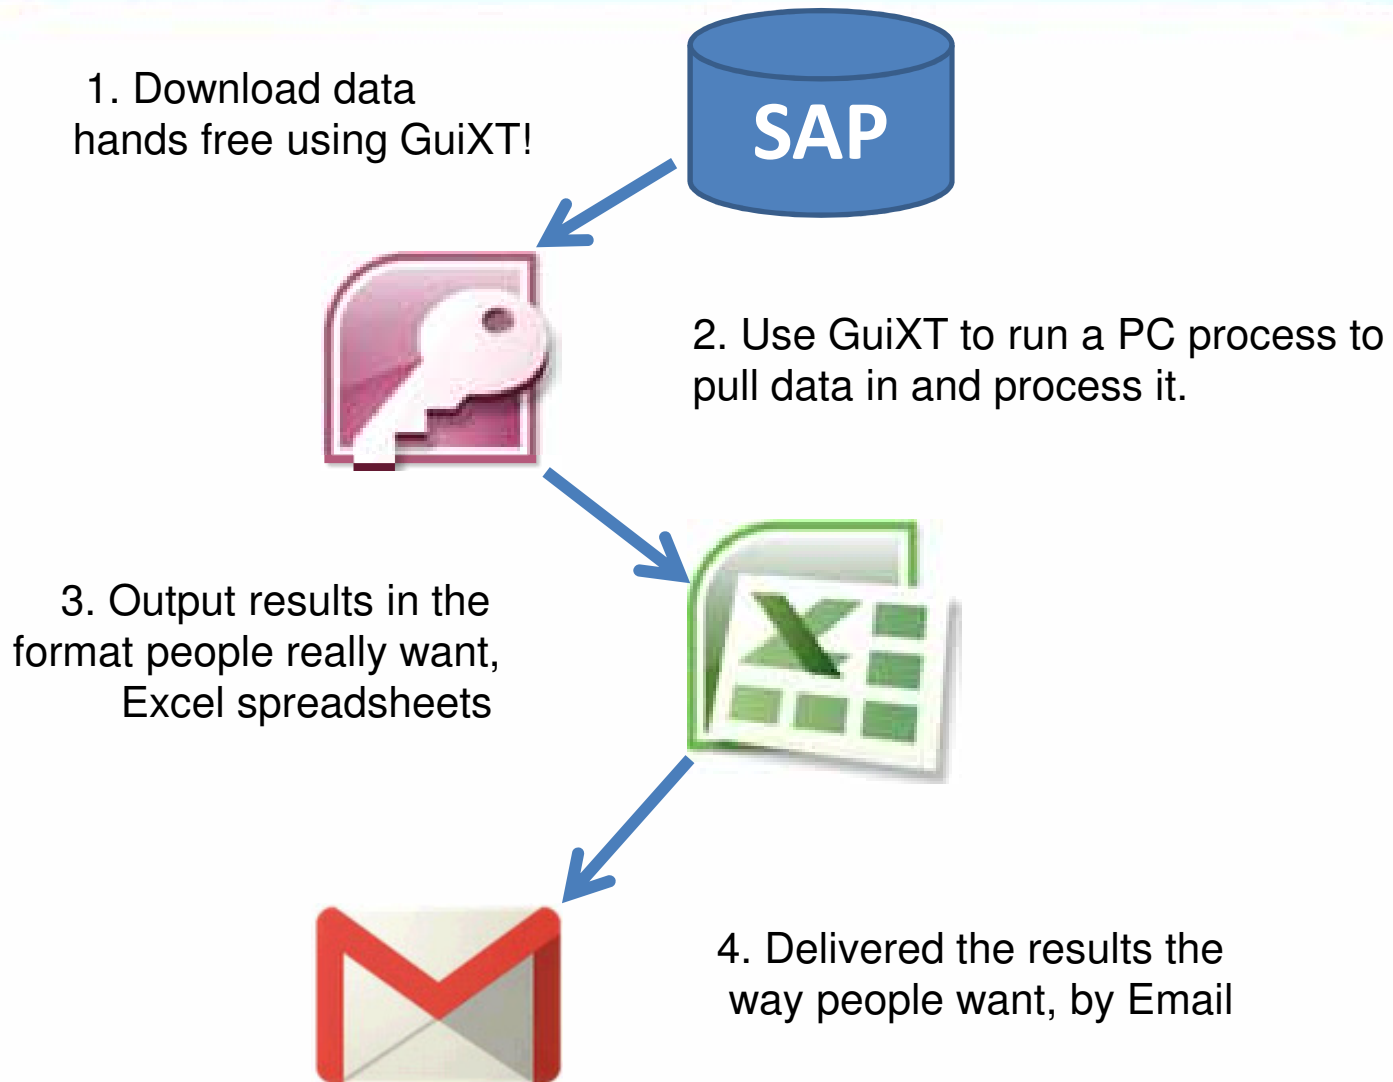 SAP
1. Download data
hands free using GuiXT!
2. Use GuiXT to run a PC process to
pull data in and process it.
3. Output results in the
format people really want,
Excel spreadsheets
4. Delivered the results the
way people want, by Email